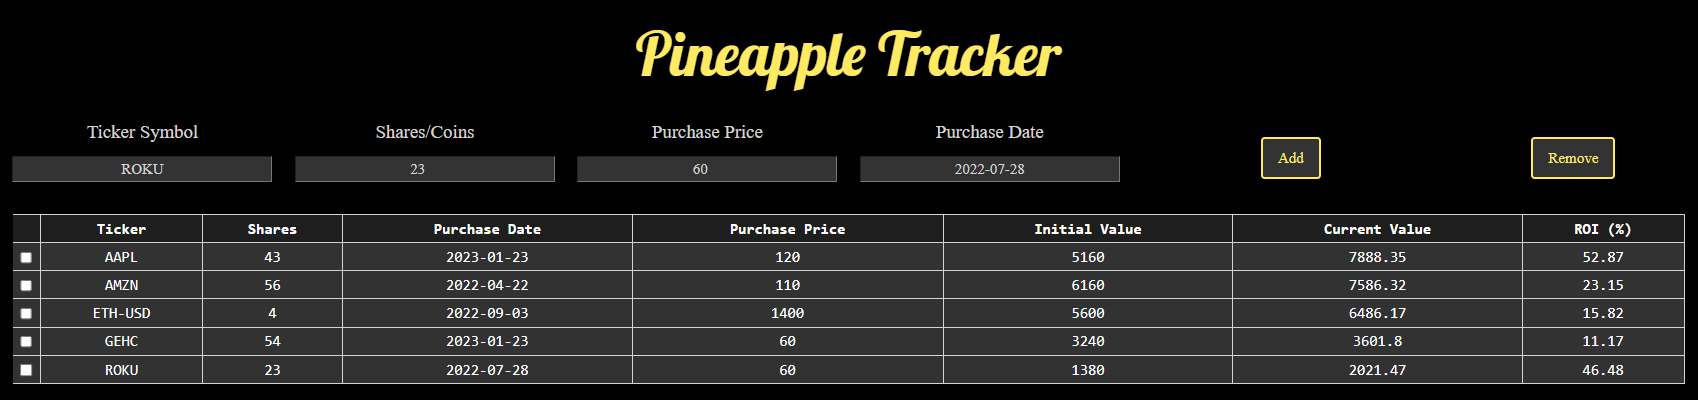 Pineapple Tracker
Ticker Symbol Shares/Coins Purchase Price Purchase Date
ROKU 23 60 2022-07-28 Add Remove
Ticker Shares Purchase Date Purchase Price Initial Value Current Value ROI (%)
AAPL 43 2023-01-23 120 5160 7888.35 52.87
AMZN 56 2022-04-22 110 6160 7586.32 23.15
ETH-USD 4 2022-09-03 1400 5600 6486.17 15.82
GEHC 54 2023-01-23 60 3240 3601.8 11.17
ROKU 23 2022-07-28 60 1380 2021.47 46.48